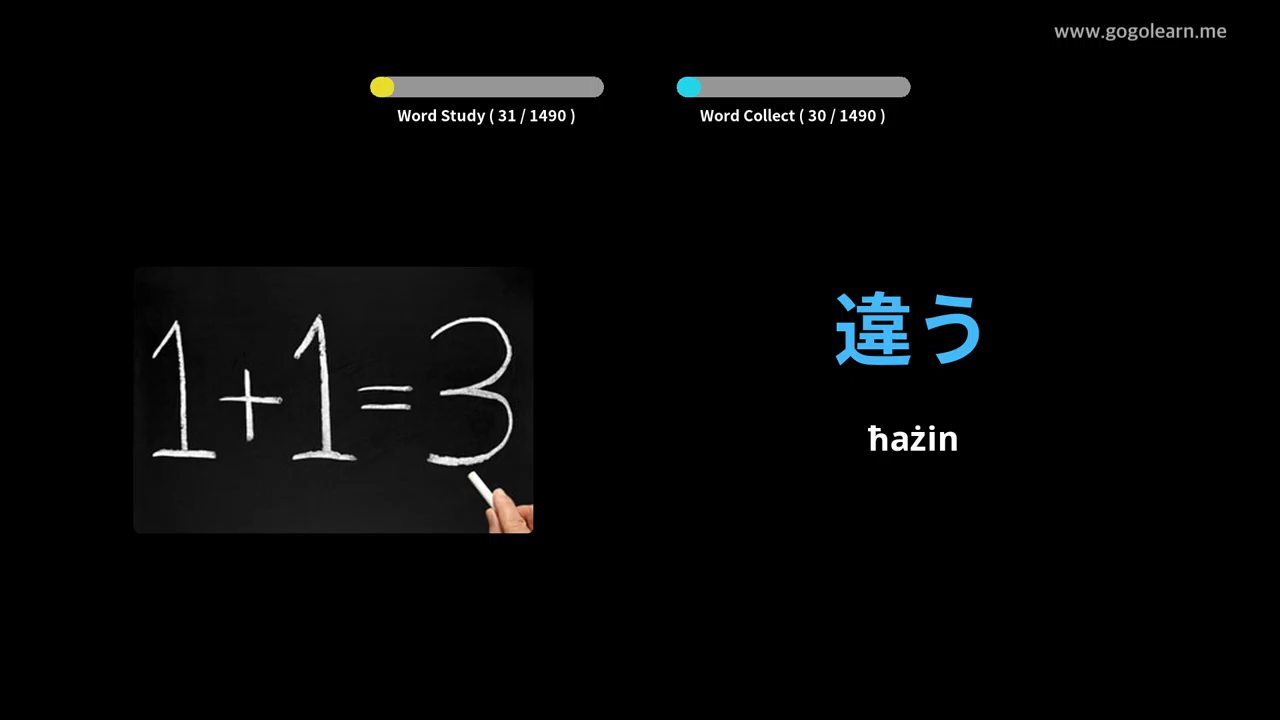 www.gogolearn.me
Word Study ( 31 / 1490 )
Word Collect ( 30 / 1490 )
1+1=3
違う
ħażin